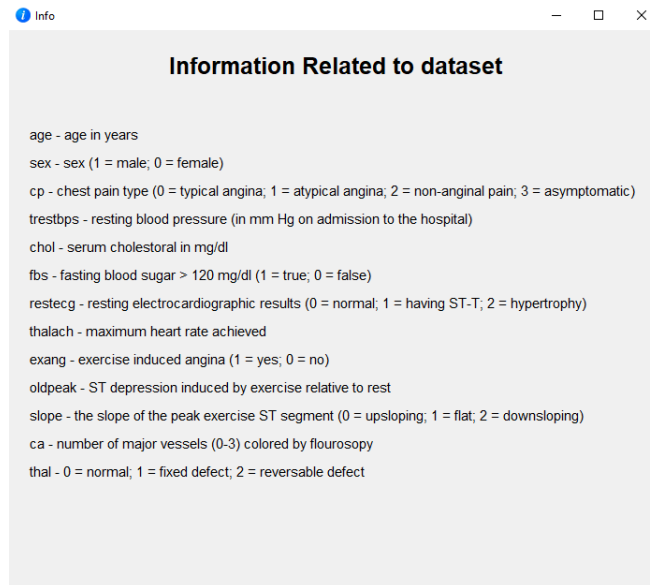 Info
Information Related to dataset
age - age in years
sex - sex (1 = male; 0 = female)
cp - chest pain type (0 = typical angina; 1 = atypical angina; 2 = non-anginal pain; 3 = asymptomatic)
trestbps - resting blood pressure (in mm Hg on admission to the hospital)
chol - serum cholestoral in mg/dl
fbs - fasting blood sugar > 120 mg/dl (1 = true; 0 = false)
restecg - resting electrocardiographic results (0 = normal; 1 = having ST-T; 2 = hypertrophy)
thalach - maximum heart rate achieved
exang - exercise induced angina (1 = yes; 0 = no)
oldpeak - ST depression induced by exercise relative to rest
slope - the slope of the peak exercise ST segment (0 = upsloping; 1 = flat; 2 = downsloping)
ca - number of major vessels (0-3) colored by flourosopy
thal - 0 = normal; 1 = fixed defect; 2 = reversable defect